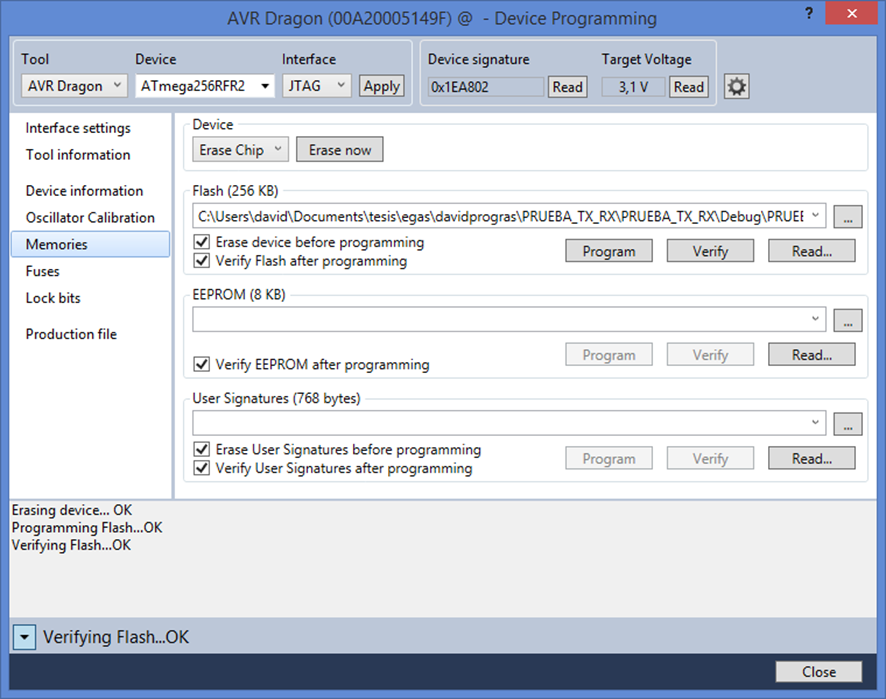 AVR Dragon (00A20005149F) @ - Device Programming
?
Tool Device Interface Device signature Target Voltage
AVR Dragon ATmega256RFR2 JTAG Apply 0x1EA802 Read 3,1 V Read
Interface settings
Tool information
Device information
Oscillator Calibration
Memories
Fuses
Lock bits
Production file
Device
Erase Chip Erase now
Flash (256 KB)
C:\Users\david\Documents\tesis\egas\davidprogras\PRUEBA_TX_RX\PRUEBA_TX_RX\Debug\PRUEE ...
Erase device before programming
Verify Flash after programming
Program Verify Read...
EEPROM (8 KB)
...
Verify EEPROM after programming
Program Verify Read...
User Signatures (768 bytes)
...
Erase User Signatures before programming
Verify User Signatures after programming
Program Verify Read...
Erasing device... OK
Programming Flash...OK
Verifying Flash...OK
Verifying Flash...OK
Close